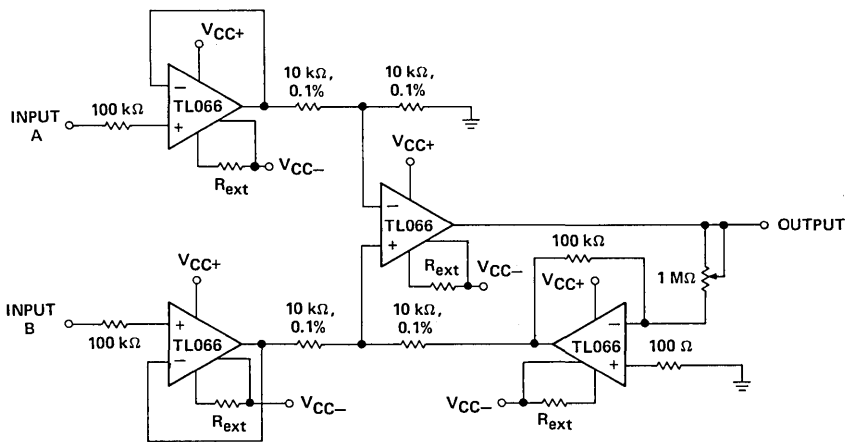 VCC+
−
TL066
+
INPUT
A
100 kΩ
10 kΩ,
0.1%
10 kΩ,
0.1%
VCC−
Rext
VCC+
−
TL066
+
OUTPUT
Rext
VCC−
100 kΩ
1 MΩ
VCC+
INPUT
B
+
TL066
−
100 kΩ
10 kΩ,
0.1%
10 kΩ,
0.1%
VCC+
−
TL066
+
100 Ω
Rext
VCC−
VCC−
Rext